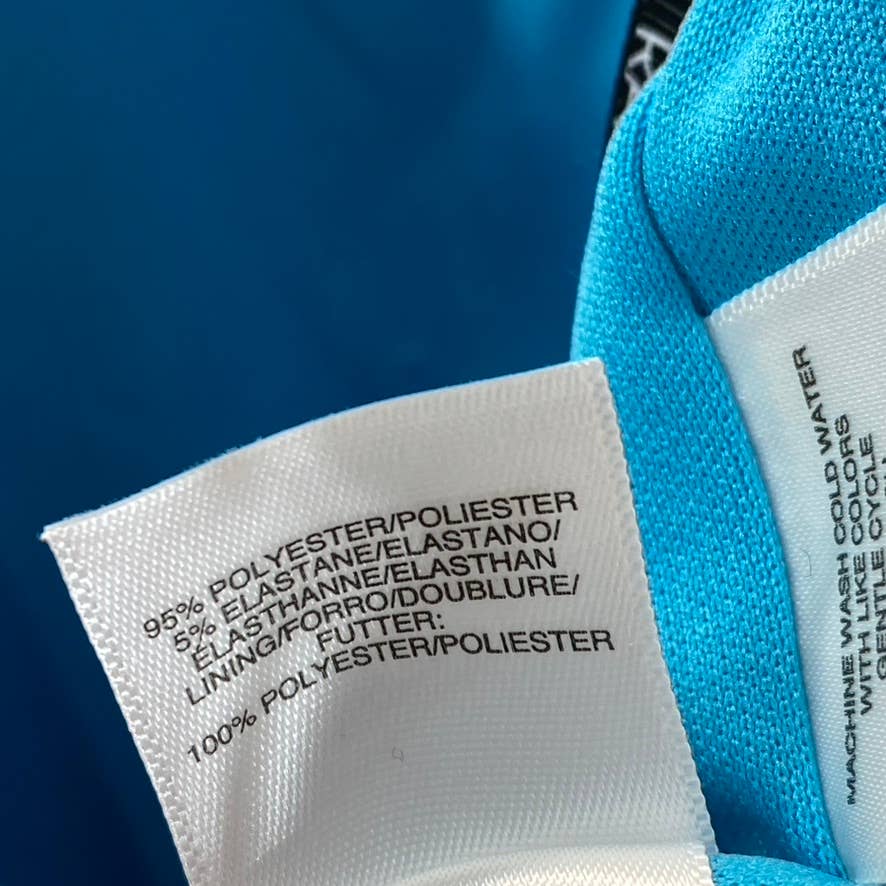 95% POLYESTER/POLIESTER
5% ELASTANE/ELASTANO/
ÉLASTHANNE/ELASTHAN
LINING/FORRO/DOUBLURE/
FUTTER:
100% POLYESTER/POLIESTER
MACHINE WASH COLD WATER
WITH LIKE COLORS
GENTLE CYCLE